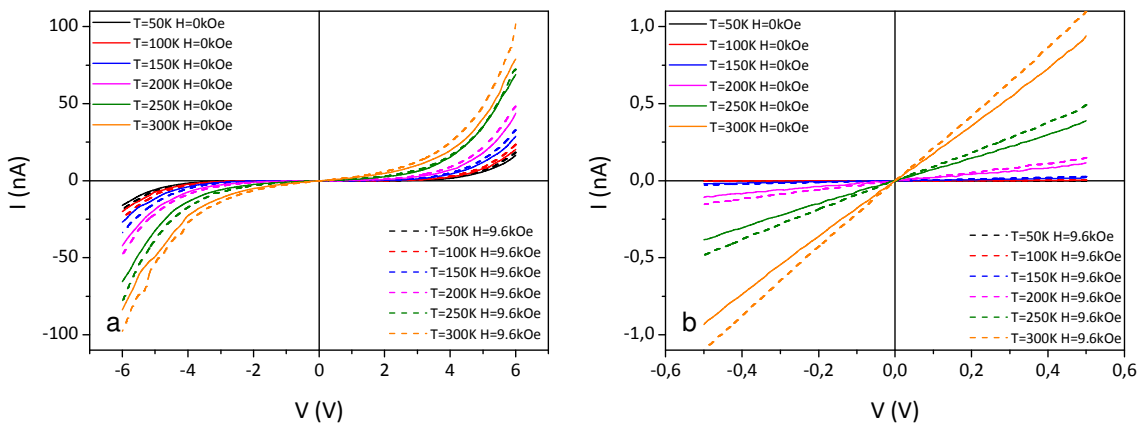 100
50
0
-50
-100
I (nA)
T=50K H=0kOe
T=100K H=0kOe
T=150K H=0kOe
T=200K H=0kOe
T=250K H=0kOe
T=300K H=0kOe
T=50K H=9.6kOe
T=100K H=9.6kOe
T=150K H=9.6kOe
T=200K H=9.6kOe
T=250K H=9.6kOe
T=300K H=9.6kOe
a
-6 -4 -2 0 2 4 6
V (V)
1,0
0,5
0,0
-0,5
-1,0
I (nA)
T=50K H=0kOe
T=100K H=0kOe
T=150K H=0kOe
T=200K H=0kOe
T=250K H=0kOe
T=300K H=0kOe
T=50K H=9.6kOe
T=100K H=9.6kOe
T=150K H=9.6kOe
T=200K H=9.6kOe
T=250K H=9.6kOe
T=300K H=9.6kOe
b
-0,6 -0,4 -0,2 0,0 0,2 0,4 0,6
V (V)